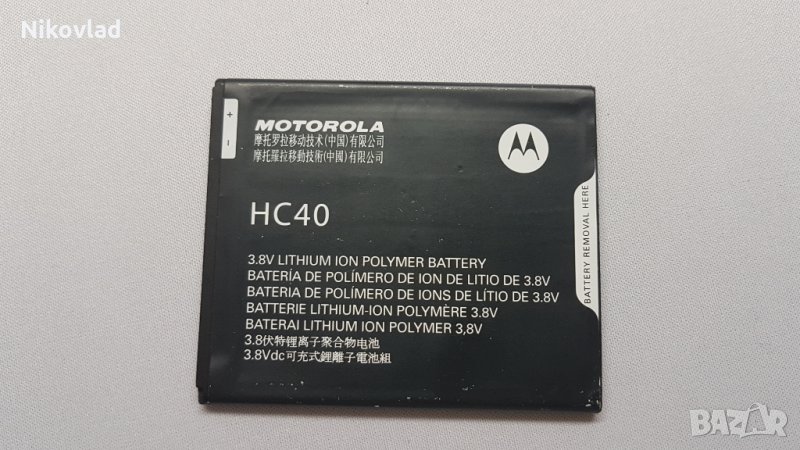 Nikovlad
+
-
MOTOROLA
摩托罗拉移动技术(中国)有限公司
摩托羅拉移動技術(中國)有限公司
HC40
3.8V LITHIUM ION POLYMER BATTERY
BATERÍA DE POLÍMERO DE ION DE LITIO DE 3.8V
BATERIA DE POLÍMERO DE IONS DE LÍTIO DE 3.8V
BATTERIE LITHIUM-ION POLYMÈRE 3.8V
BATERAI LITHIUM ION POLYMER 3,8V
3.8伏特锂离子聚合物电池
3.8Vdc可充式鋰離子電池組
BATTERY REMOVAL HERE
BAZAR